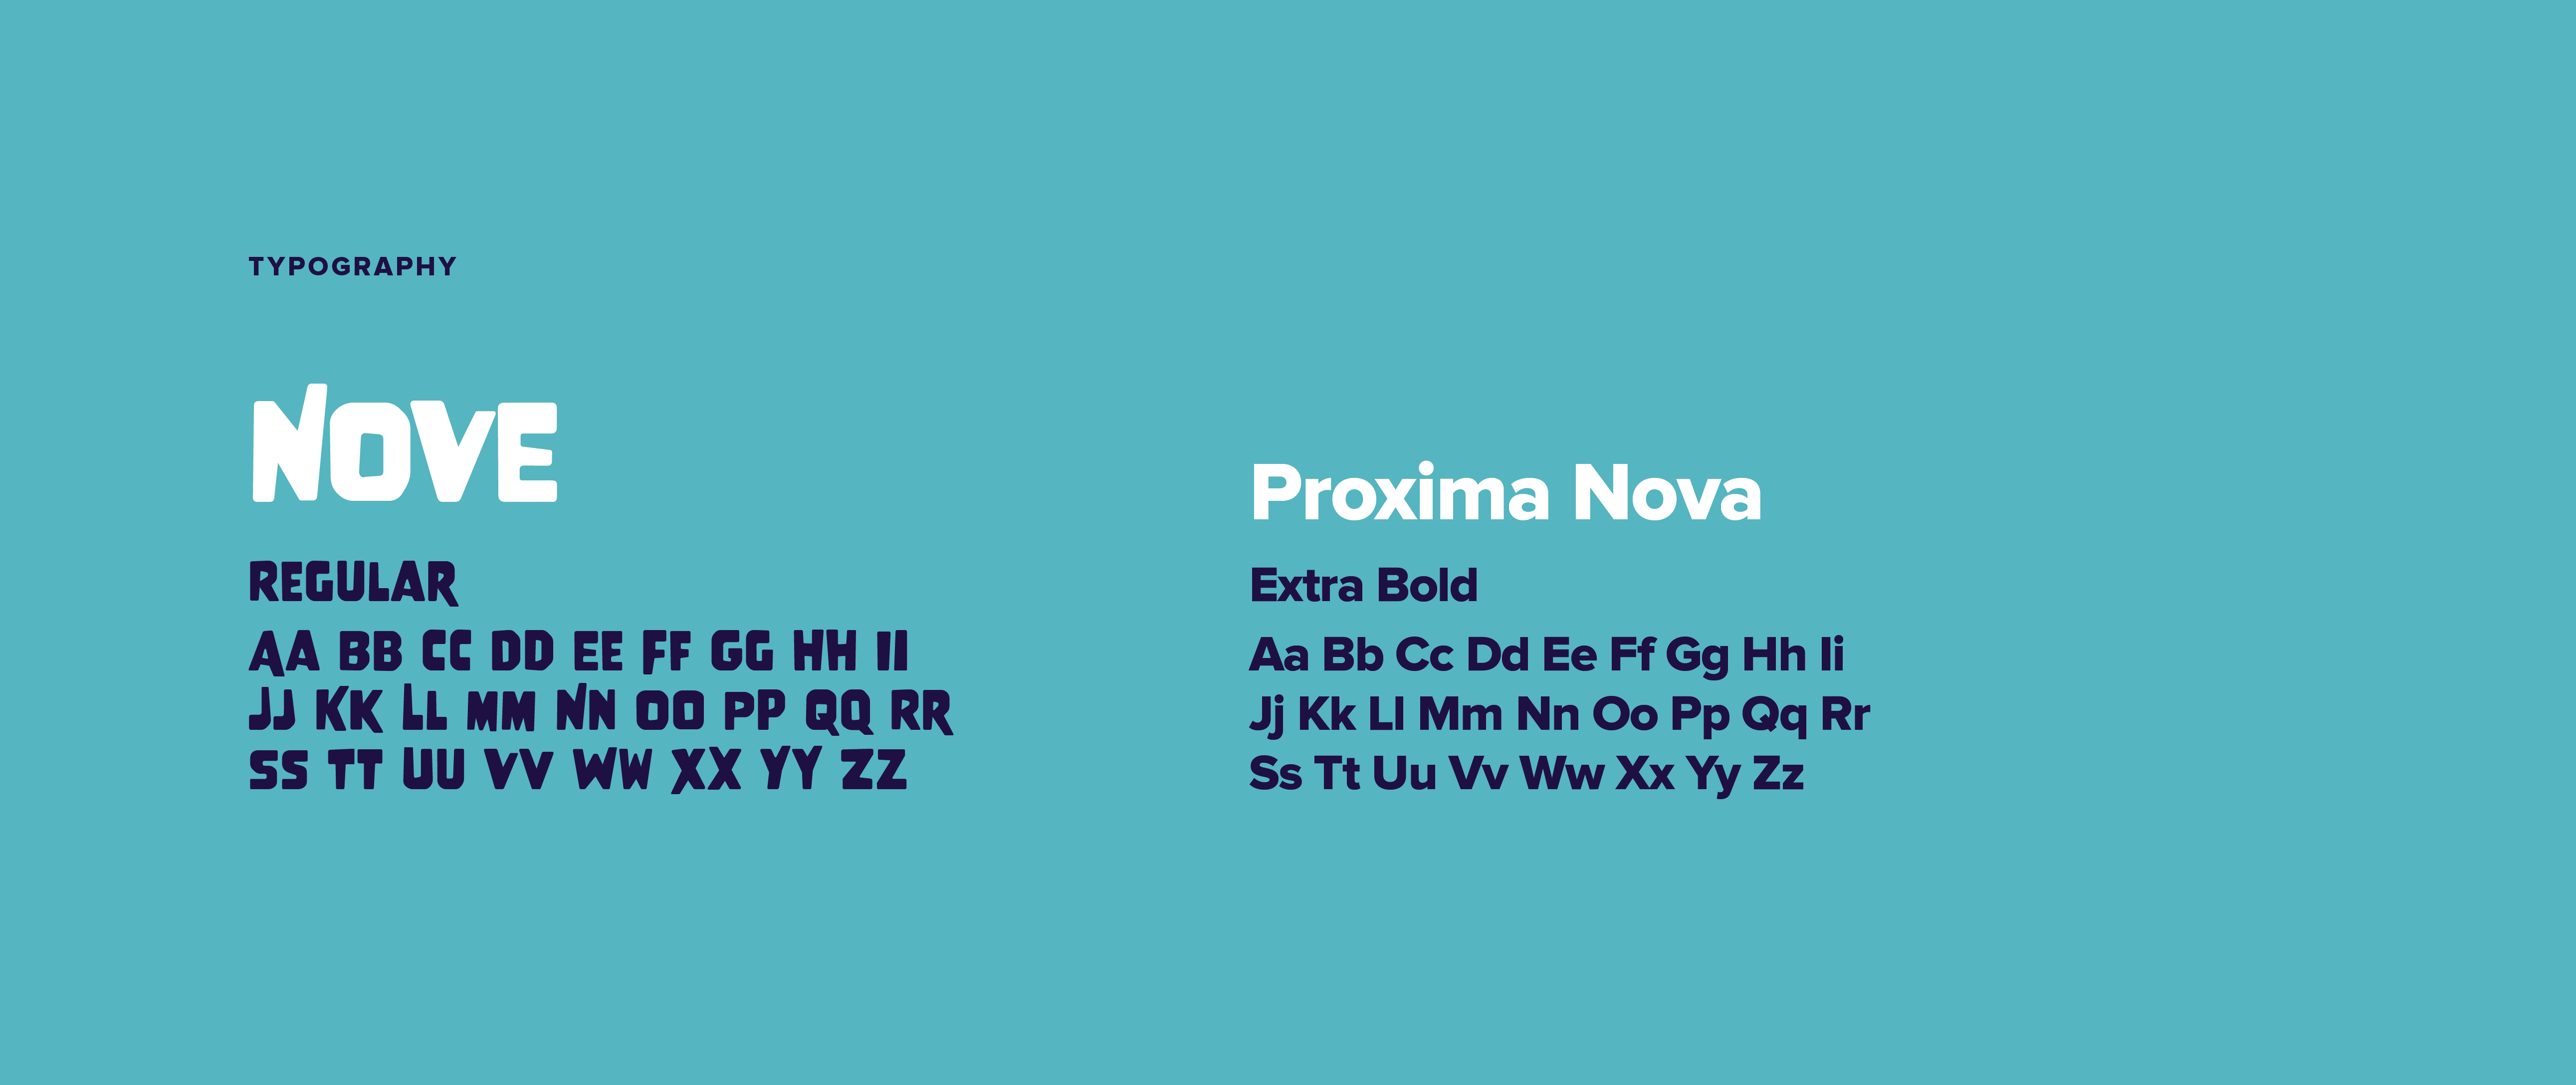 TYPOGRAPHY
NOVE
REGULAR
AA BB CC DD EE FF GG HH II
JJ KK LL MM NN OO PP QQ RR
SS TT UU VV WW XX YY ZZ
Proxima Nova
Extra Bold
Aa Bb Cc Dd Ee Ff Gg Hh Ii
Jj Kk Ll Mm Nn Oo Pp Qq Rr
Ss Tt Uu Vv Ww Xx Yy Zz